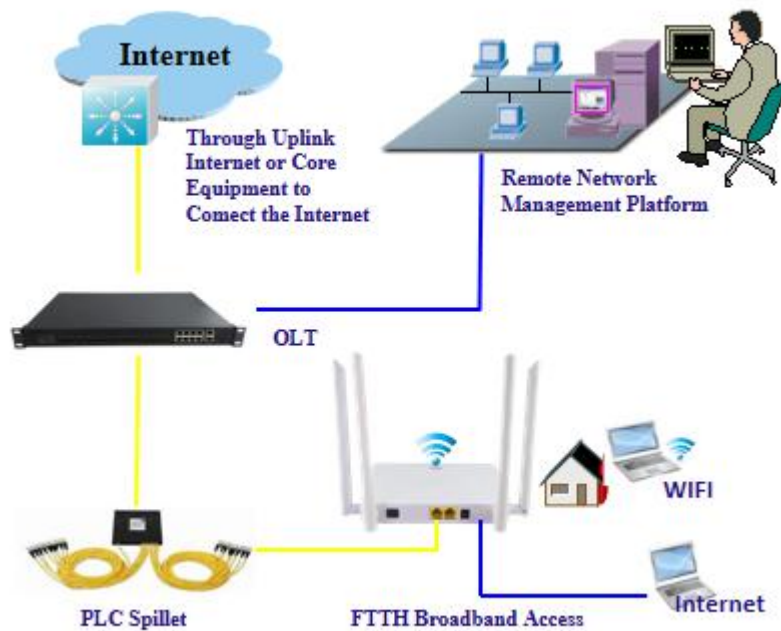 Internet
Through Uplink
Internet or Core
Equipment to
Comect the Internet
Remote Network
Management Platform
OLT
WIFI
Internet
PLC Spillet
FTTH Broadband Access